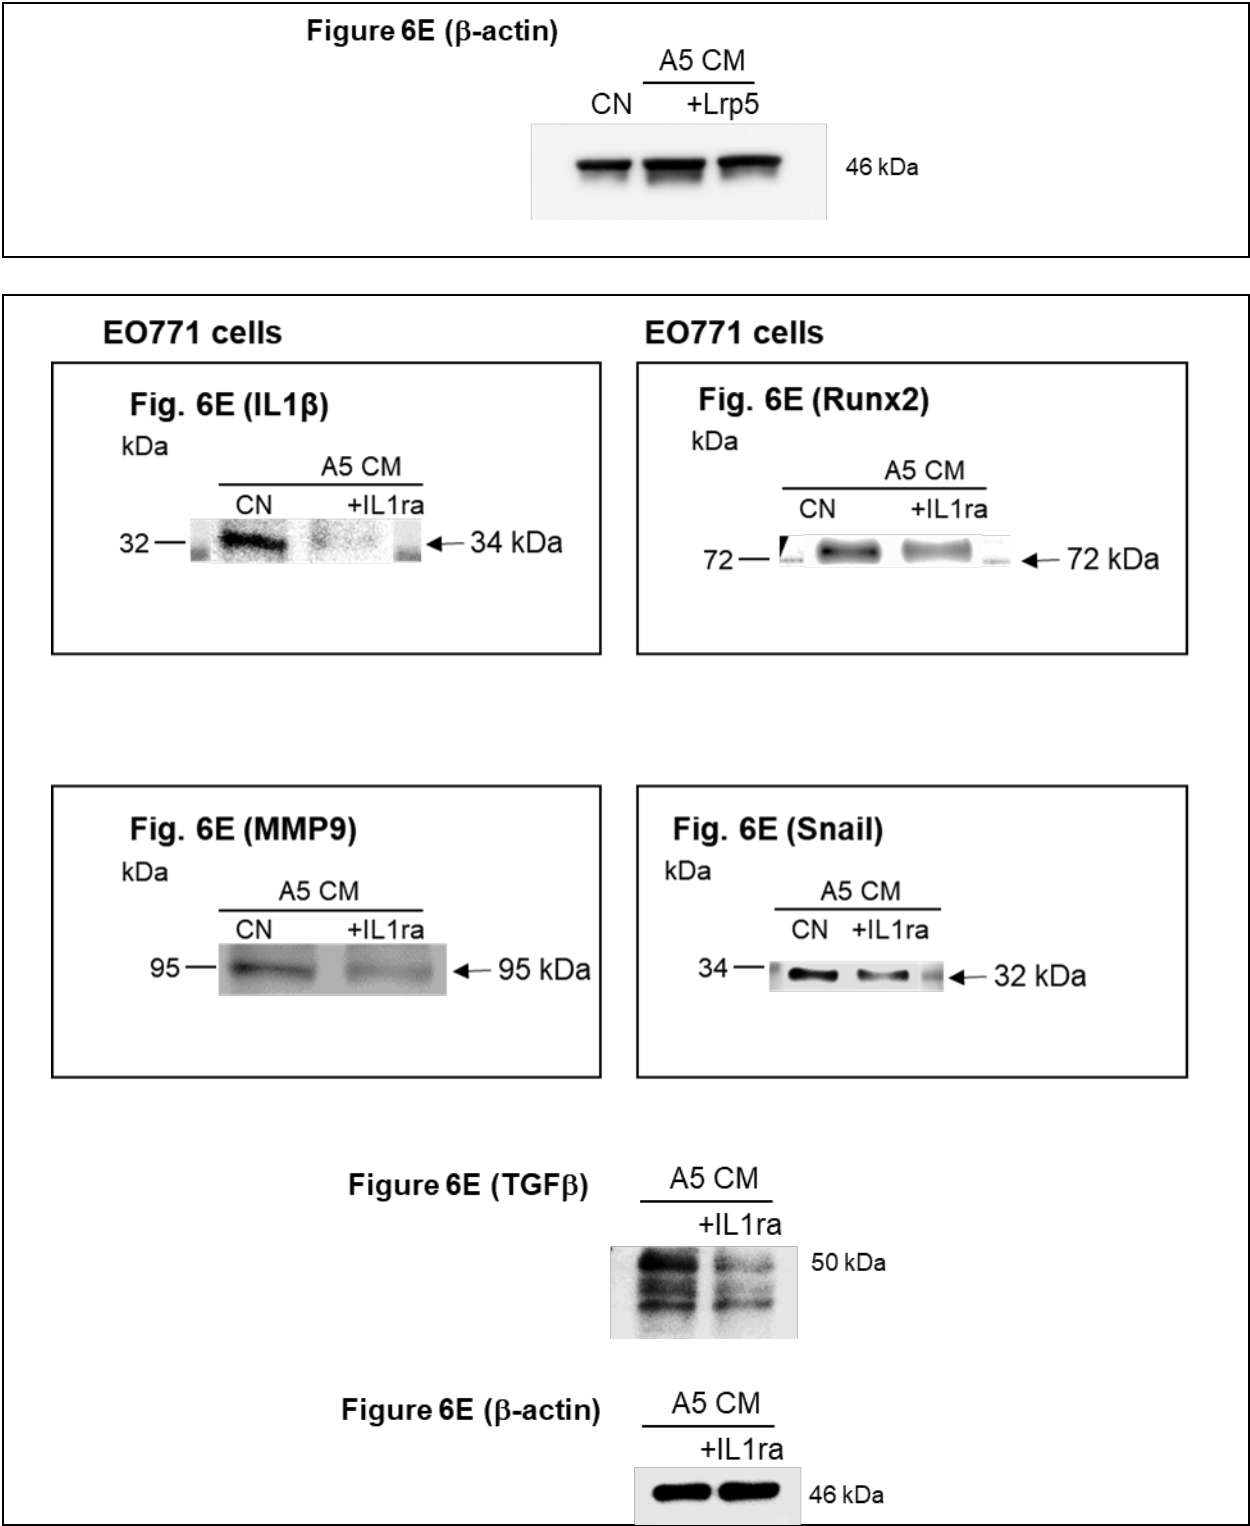 Figure 6E (β-actin)
A5 CM
CN +Lrp5
46 kDa
EO771 cells
Fig. 6E (IL1β)
kDa
A5 CM
CN +IL1ra
32 34 kDa
EO771 cells
Fig. 6E (Runx2)
kDa
A5 CM
CN +IL1ra
72 72 kDa
Fig. 6E (MMP9)
kDa
A5 CM
CN +IL1ra
95 95 kDa
Fig. 6E (Snail)
kDa
A5 CM
CN +IL1ra
34 32 kDa
Figure 6E (TGFβ)
A5 CM
+IL1ra
50 kDa
Figure 6E (β-actin)
A5 CM
+IL1ra
46 kDa